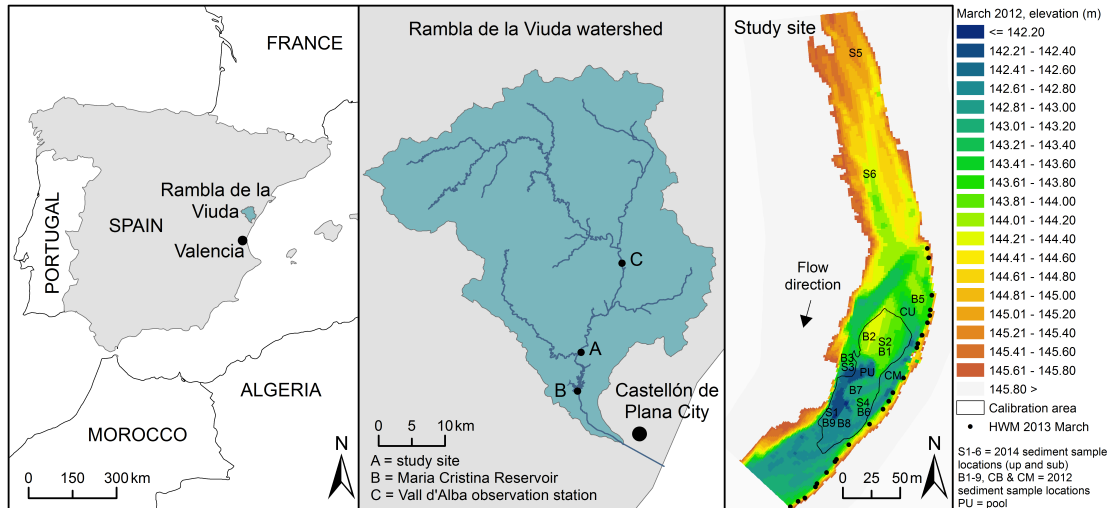 FRANCE
Rambla de la
Viuda
SPAIN
PORTUGAL
Valencia
ALGERIA
MOROCCO
N
0 150 300 km
Rambla de la Viuda watershed
C
A
B
Castellón de
Plana City
0 5 10 km
N
A = study site
B = Maria Cristina Reservoir
C = Vall d'Alba observation station
Study site
S5
S6
Flow
direction
B5
CU
B2
S2
B1
B3
S3
PU
CM
B7
S4
B6
S1
B9
B8
N
0 25 50 m
March 2012, elevation (m)
<= 142.20
142.21 - 142.40
142.41 - 142.60
142.61 - 142.80
142.81 - 143.00
143.01 - 143.20
143.21 - 143.40
143.41 - 143.60
143.61 - 143.80
143.81 - 144.00
144.01 - 144.20
144.21 - 144.40
144.41 - 144.60
144.61 - 144.80
144.81 - 145.00
145.01 - 145.20
145.21 - 145.40
145.41 - 145.60
145.61 - 145.80
145.80 >
Calibration area
HWM 2013 March
S1-6 = 2014 sediment sample
locations (up and sub)
B1-9, CB & CM = 2012
sediment sample locations
PU = pool